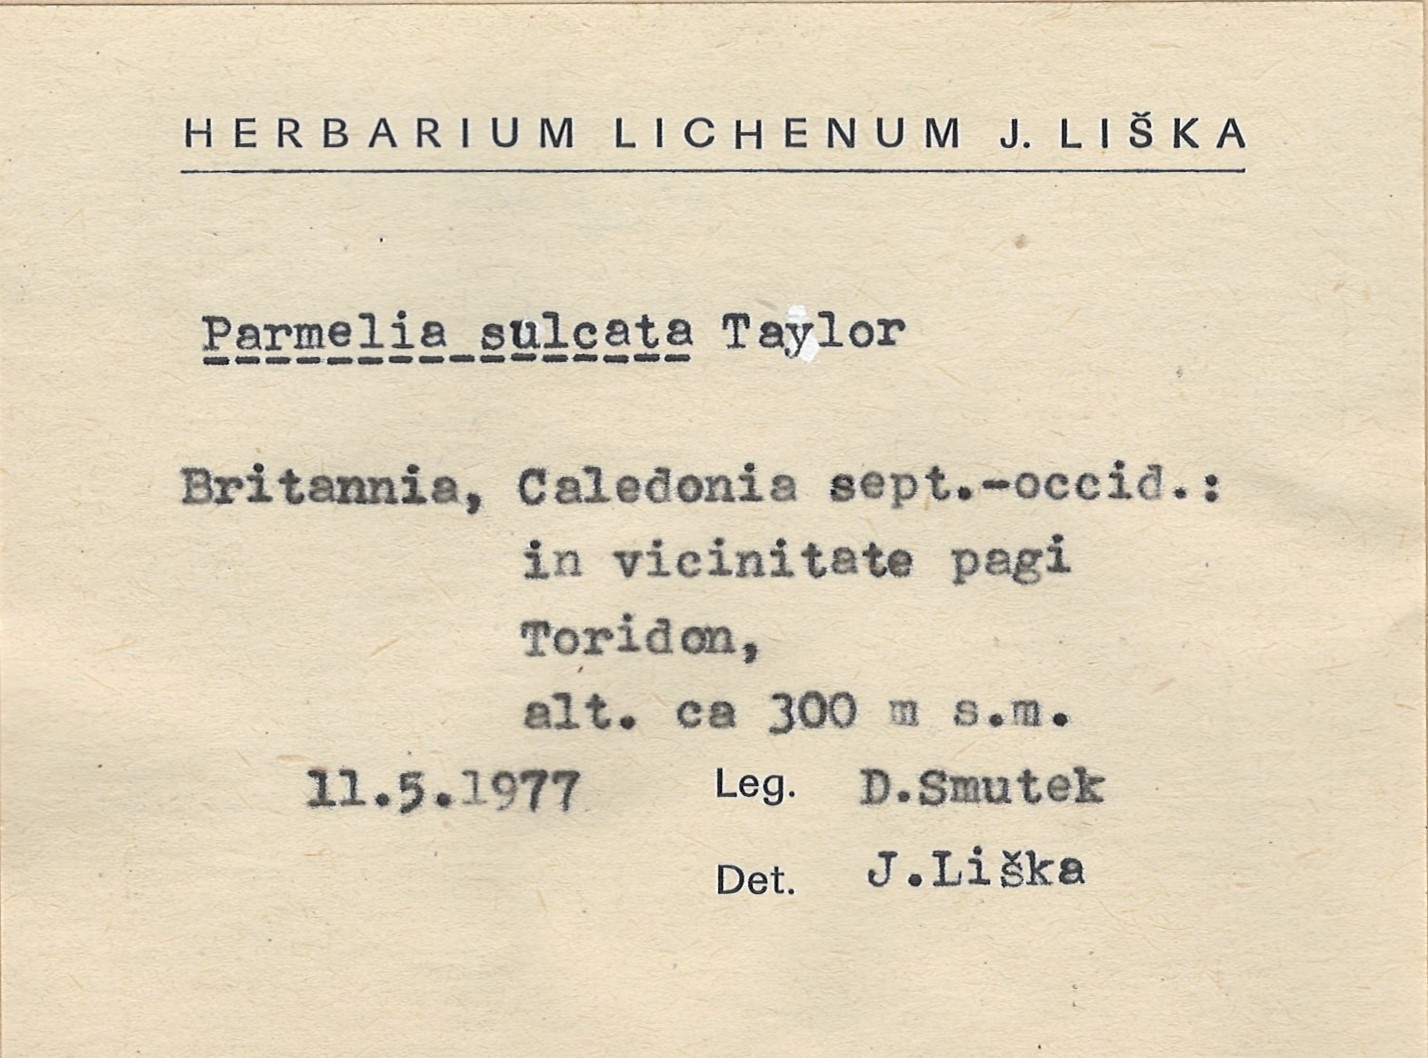 HERBARIUM LICHENUM J. LIŠKA
Parmelia sulcata Taylor
Britannia, Caledonia sept.-occid.:
in vicinitate pagi
Toridon,
alt. ca 300 m s.m.
11.5.1977 Leg. D.Smutek
Det. J.Liška